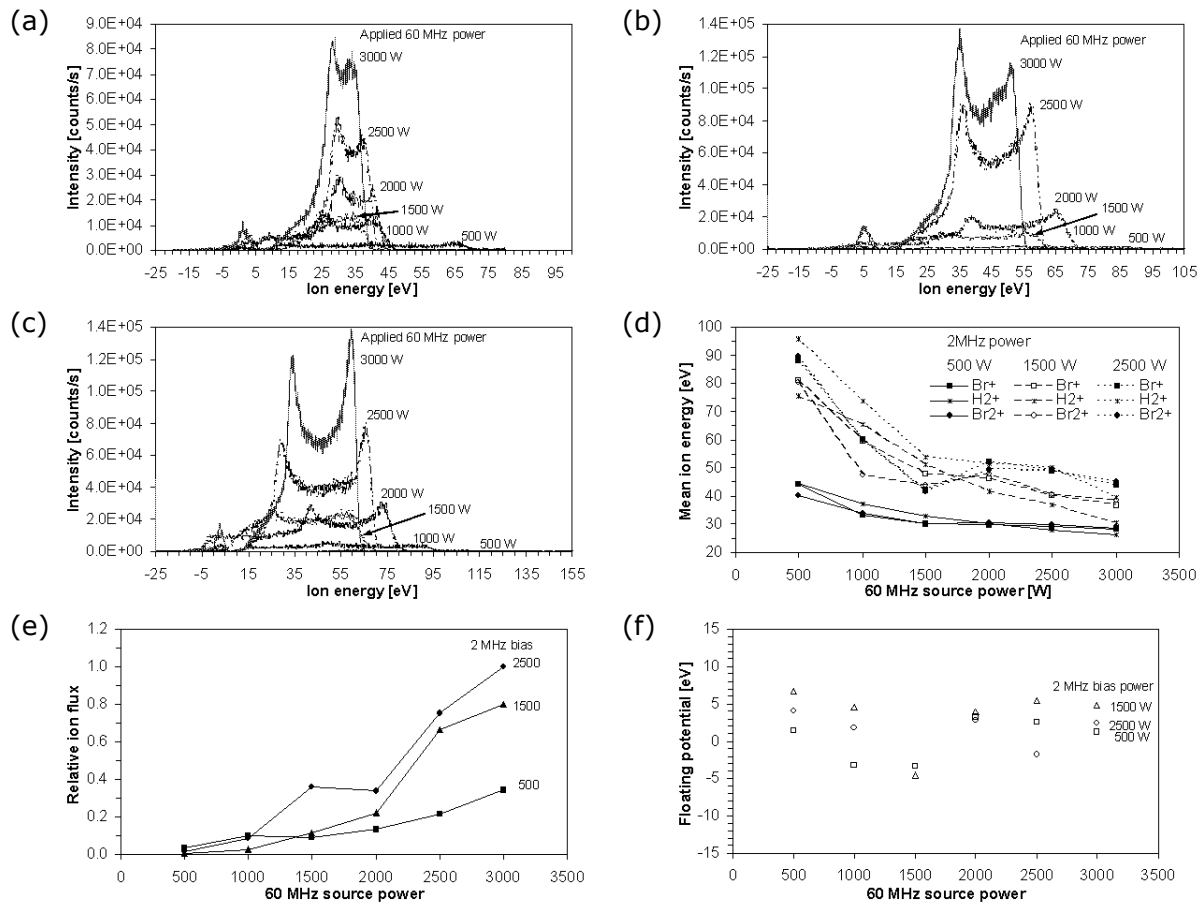 (a)
9.0E+04
8.0E+04
7.0E+04
6.0E+04
5.0E+04
4.0E+04
3.0E+04
2.0E+04
1.0E+04
0.0E+00
Intensity [counts/s]
Applied 60 MHz power
3000 W
2500 W
2000 W
1500 W
1000 W
500 W
-25 -15 -5 5 15 25 35 45 55 65 75 85 95
Ion energy [eV]
(b)
1.4E+05
1.2E+05
1.0E+05
8.0E+04
6.0E+04
4.0E+04
2.0E+04
0.0E+00
Intensity [counts/s]
Applied 60 MHz power
3000 W
2500 W
2000 W
1500 W
1000 W
500 W
-25 -15 -5 5 15 25 35 45 55 65 75 85 95 105
Ion energy [eV]
(c)
1.4E+05
1.2E+05
1.0E+05
8.0E+04
6.0E+04
4.0E+04
2.0E+04
0.0E+00
Intensity [counts/s]
Applied 60 MHz power
3000 W
2500 W
2000 W
1500 W
1000 W
500 W
-25 -5 15 35 55 75 95 115 135 155
Ion energy [eV]
(d)
100
90
80
70
60
50
40
30
20
Mean ion energy [eV]
2MHz power
500 W 1500 W 2500 W
Br+ Br+ Br+
H2+ H2+ H2+
Br2+ Br2+ Br2+
0 500 1000 1500 2000 2500 3000 3500
60 MHz source power [W]
(e)
1.2
1.0
0.8
0.6
0.4
0.2
0.0
Relative ion flux
2 MHz bias
2500
1500
500
0 500 1000 1500 2000 2500 3000 3500
60 MHz source power
(f)
15
10
5
0
-5
-10
-15
Floating potential [eV]
2 MHz bias power
1500 W
2500 W
500 W
0 500 1000 1500 2000 2500 3000 3500
60 MHz source power